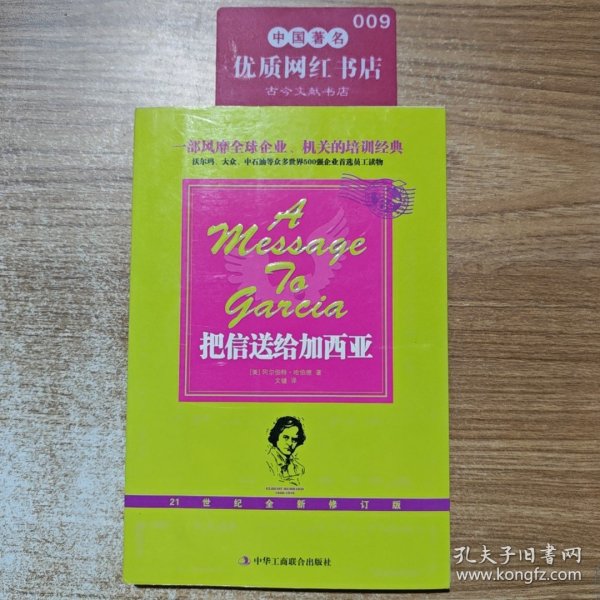 009
中国著名
优质网红书店
古今文献书店
一部风靡全球企业、机关的培训经典
沃尔玛、大众、中石油等众多世界500强企业首选员工读物
A
Message
To
Garcia
把信送给加西亚
[美]阿尔伯特·哈伯德 著
文健 译
21世纪全新修订版
中华工商联合出版社
孔夫子旧书网
www.kongfz.com